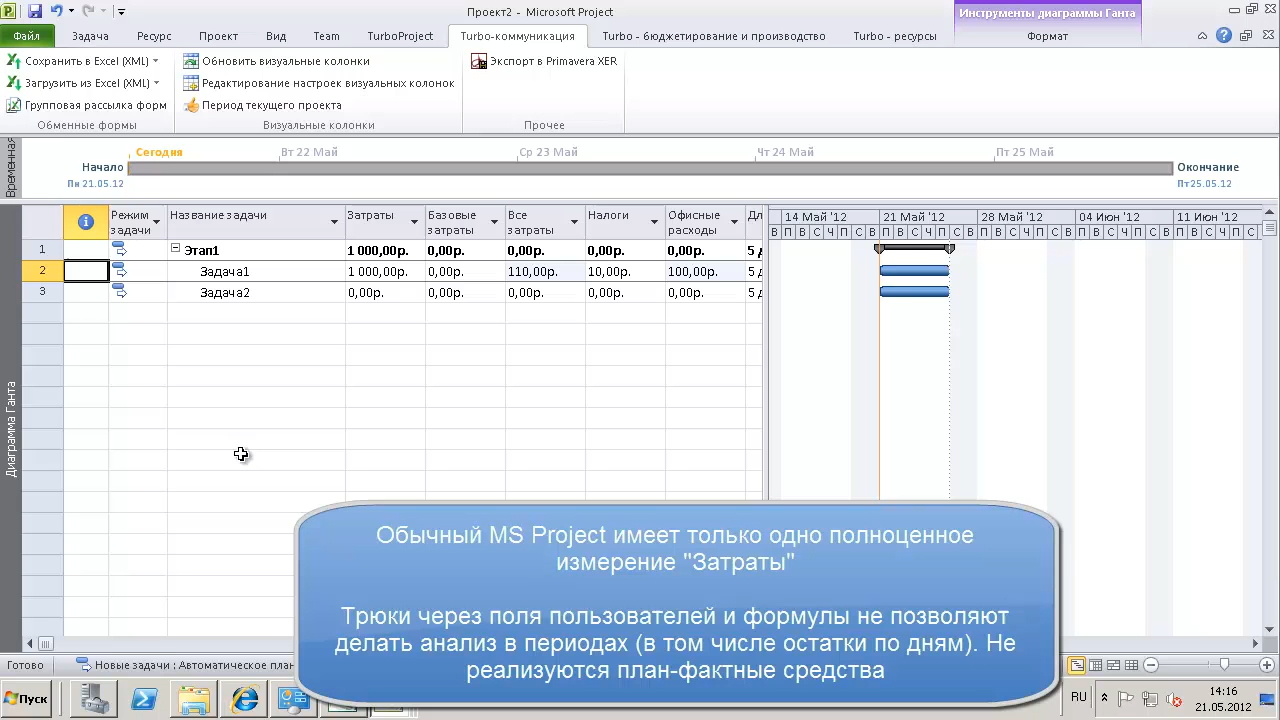 Проект2 - Microsoft Project
Инструменты диаграммы Ганта
Файл Задача Ресурс Проект Вид Team TurboProject Turbo-коммуникация Turbo - бюджетирование и производство Turbo - ресурсы Формат
Сохранить в Excel (XML) Обновить визуальные колонки Экспорт в Primavera XER
Загрузить из Excel (XML) Редактирование настроек визуальных колонок
Групповая рассылка форм Период текущего проекта
Обменные формы Визуальные колонки Прочее
Временная
Сегодня Вт 22 Май Ср 23 Май Чт 24 Май Пт 25 Май
Начало Окончание
Пн 21.05.12 Пт25.05.12
Режим задачи Название задачи Затраты Базовые затраты Все затраты Налоги Офисные расходы Дл
14 Май '12 21 Май '12 28 Май '12 04 Июн '12 11 Июн '12
В П В С Ч П С В П В С Ч П С В П В С Ч П С В П В С Ч П С В П В С Ч П С
1 Этап1 1 000,00р. 0,00р. 0,00р. 0,00р. 0,00р. 5 д
2 Задача1 1 000,00р. 0,00р. 110,00р. 10,00р. 100,00р. 5 д
3 Задача2 0,00р. 0,00р. 0,00р. 0,00р. 0,00р. 5 д
Диаграмма Ганта
Обычный MS Project имеет только одно полноценное
измерение "Затраты"
Трюки через поля пользователей и формулы не позволяют
делать анализ в периодах (в том числе остатки по дням). Не
реализуются план-фактные средства
Готово Новые задачи : Автоматическое план
Пуск RU 14:16
21.05.2012